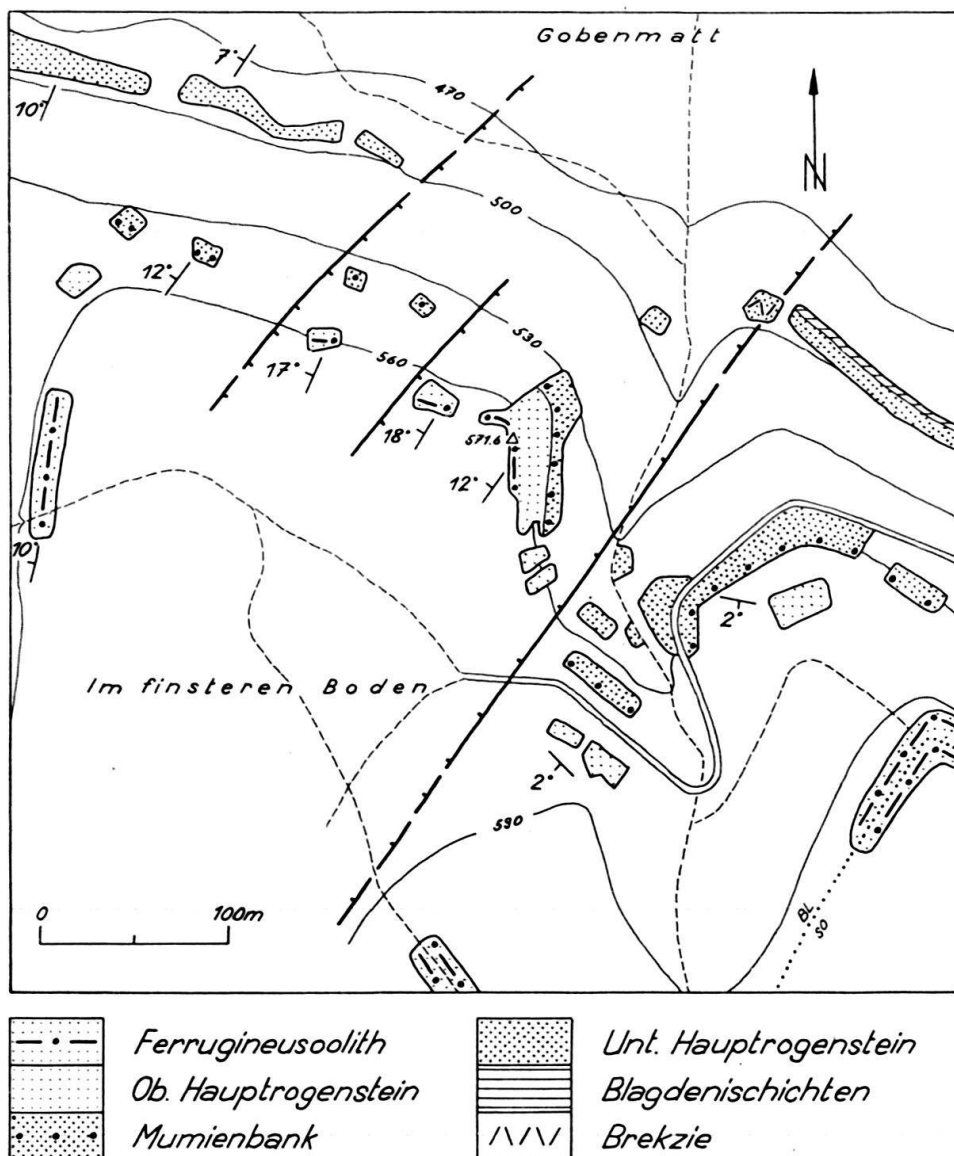 Gobenmatt
7°
10°
470
N
500
12°
530
560
17°
18°
571.6
12°
10
2°
Im finsteren Boden
2°
590
BL
SO
0 100m
Ferrugineusoolith
Ob. Hauptrogenstein
Mumienbank
Unt. Hauptrogenstein
Blagdenischichten
Brekzie